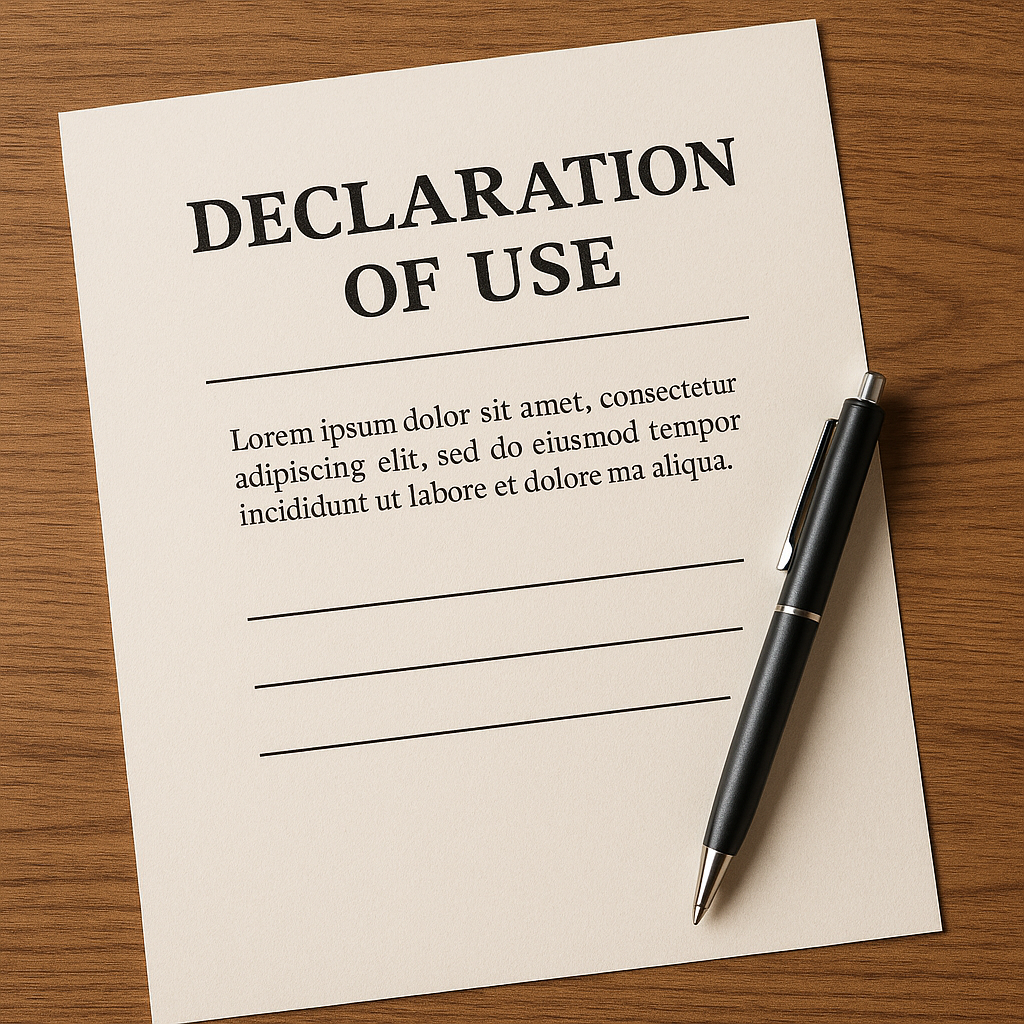 DECLARATION
OF USE
Lorem ipsum dolor sit amet, consectetur
adipiscing elit, sed do eiusmod tempor
incididunt ut labore et dolore ma aliqua.